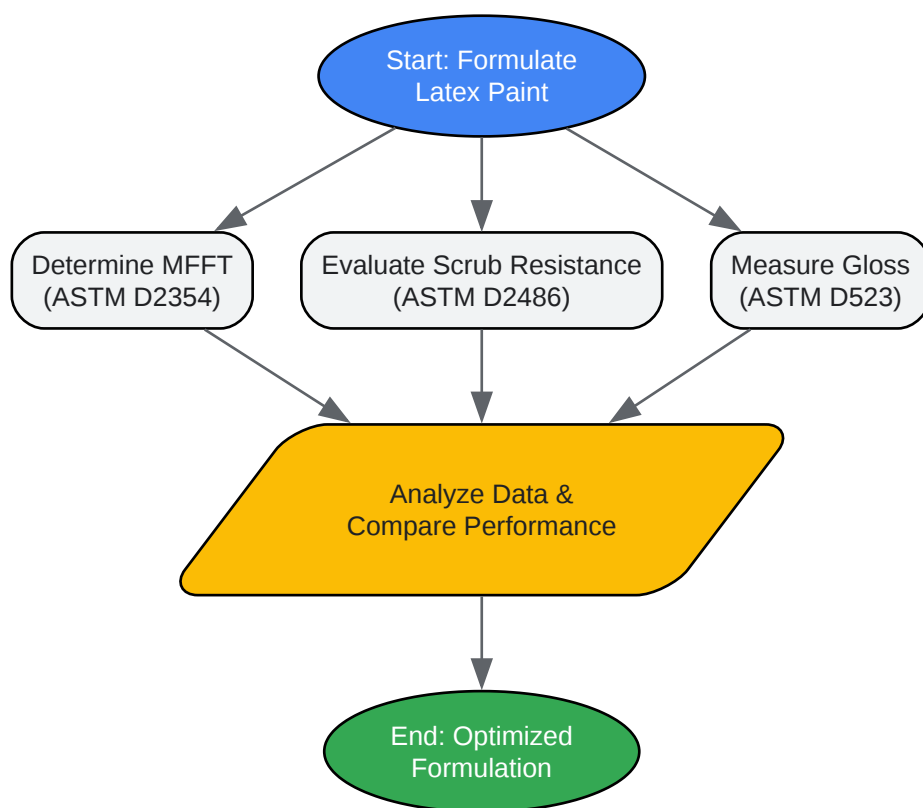 Start: Formulate
Latex Paint
Determine MFFT
(ASTM D2354)
Evaluate Scrub Resistance
(ASTM D2486)
Measure Gloss
(ASTM D523)
Analyze Data &
Compare Performance
End: Optimized
Formulation